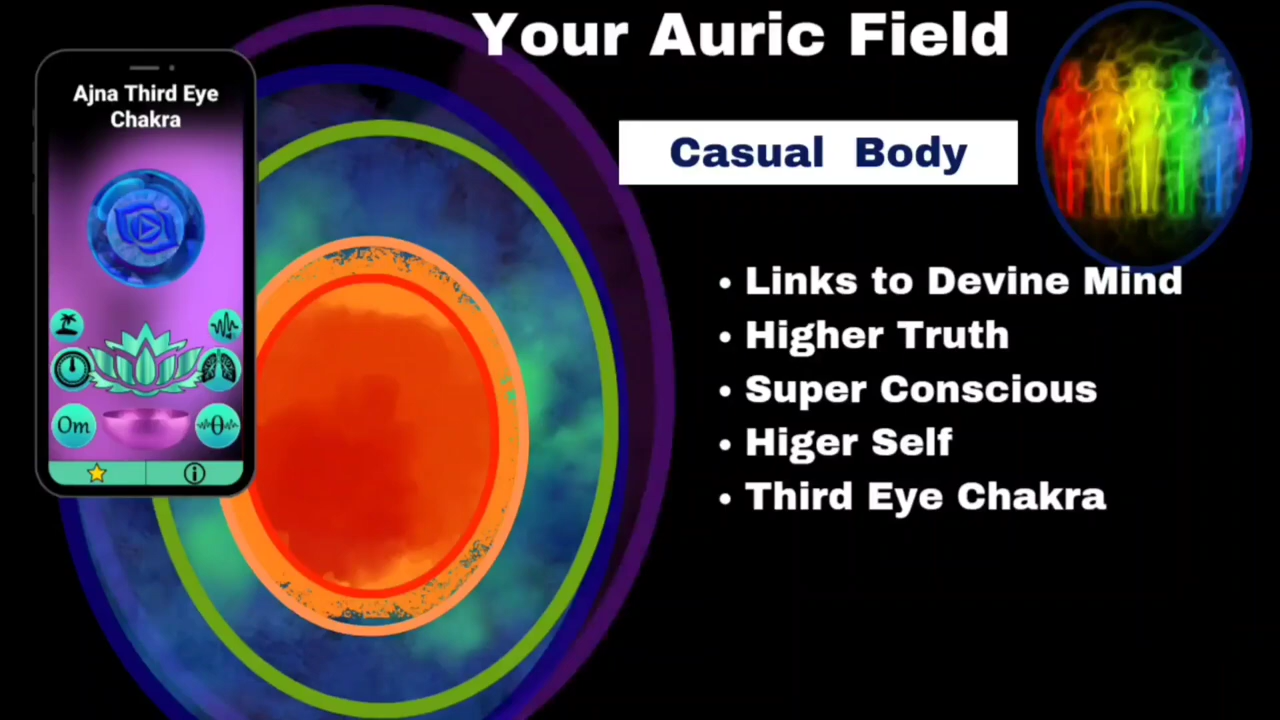 Your Auric Field
Ajna Third Eye
Chakra
Casual Body
• Links to Devine Mind
• Higher Truth
• Super Conscious
• Higer Self
• Third Eye Chakra
Om